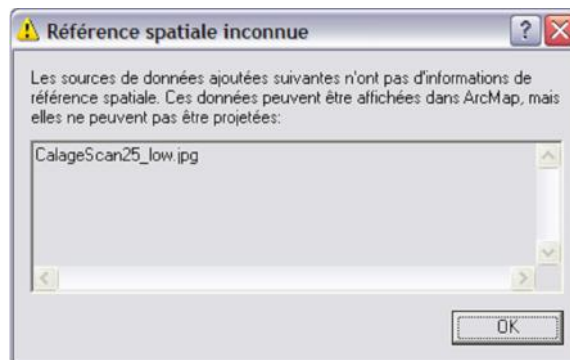 Référence spatiale inconnue
Les sources de données ajoutées suivantes n'ont pas d'informations de
référence spatiale. Ces données peuvent être affichées dans ArcMap, mais
elles ne peuvent pas être projetées:
CalageScan25_low.jpg
OK